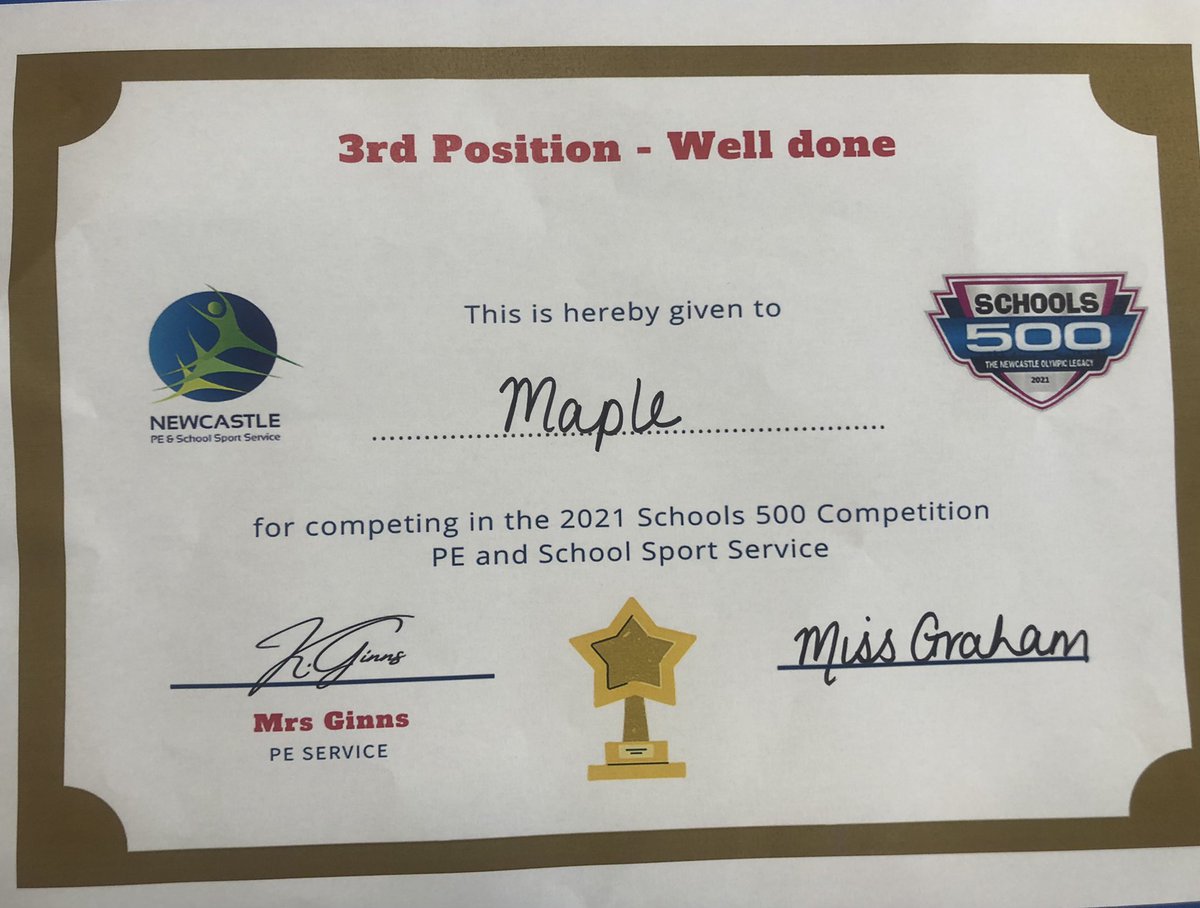 3rd Position - Well done
This is hereby given to
SCHOOLS
500
THE NEWCASTLE OLYMPIC LEGACY
2021
NEWCASTLE
PE & School Sport Service
Maple
for competing in the 2021 Schools 500 Competition
PE and School Sport Service
K. Ginns
Miss Graham
Mrs Ginns
PE SERVICE